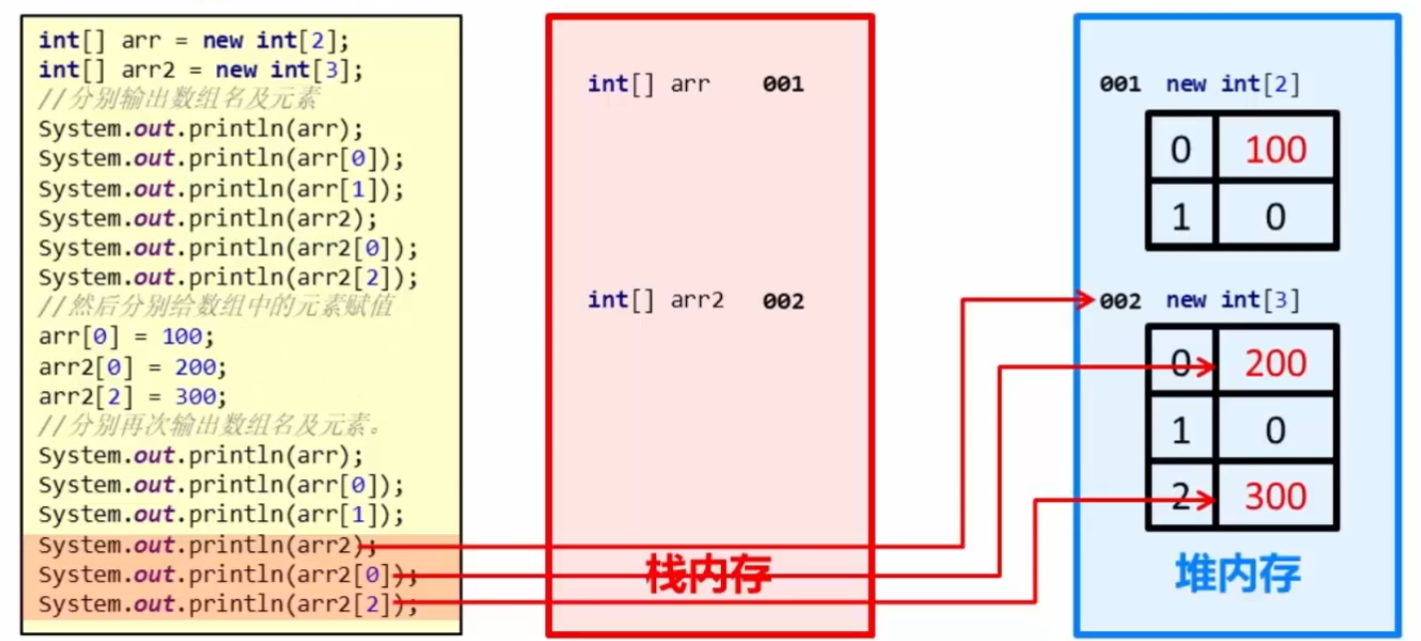 int[] arr = new int[2];
int[] arr2 = new int[3];
//分别输出数组名及元素
System.out.println(arr);
System.out.println(arr[0]);
System.out.println(arr[1]);
System.out.println(arr2);
System.out.println(arr2[0]);
System.out.println(arr2[2]);
//然后分别给数组中的元素赋值
arr[0] = 100;
arr2[0] = 200;
arr2[2] = 300;
//分别再次输出数组名及元素。
System.out.println(arr);
System.out.println(arr[0]);
System.out.println(arr[1]);
System.out.println(arr2);
System.out.println(arr2[0]);
System.out.println(arr2[2]);
int[] arr 001
int[] arr2 002
栈内存
001 new int[2]
0 100
1 0
002 new int[3]
0 200
1 0
2 300
堆内存